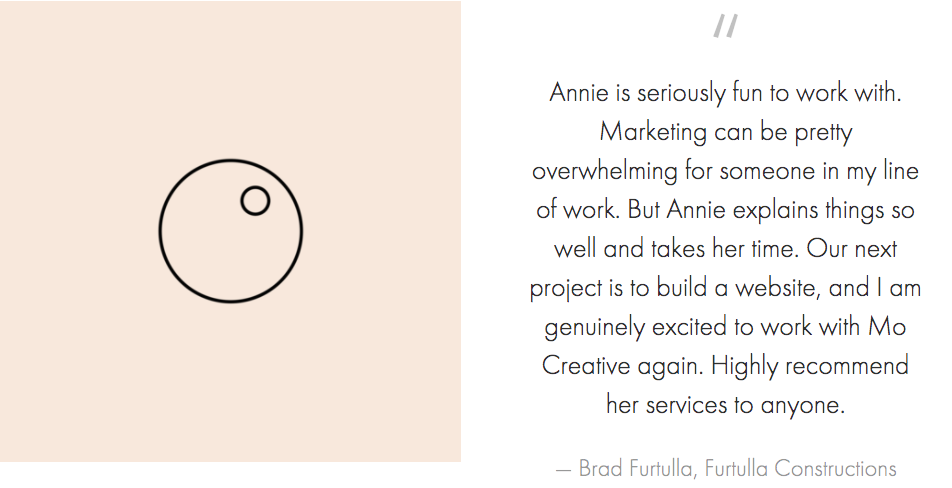 "
Annie is seriously fun to work with.
Marketing can be pretty
overwhelming for someone in my line
of work. But Annie explains things so
well and takes her time. Our next
project is to build a website, and I am
genuinely excited to work with Mo
Creative again. Highly recommend
her services to anyone.
— Brad Furtulla, Furtulla Constructions